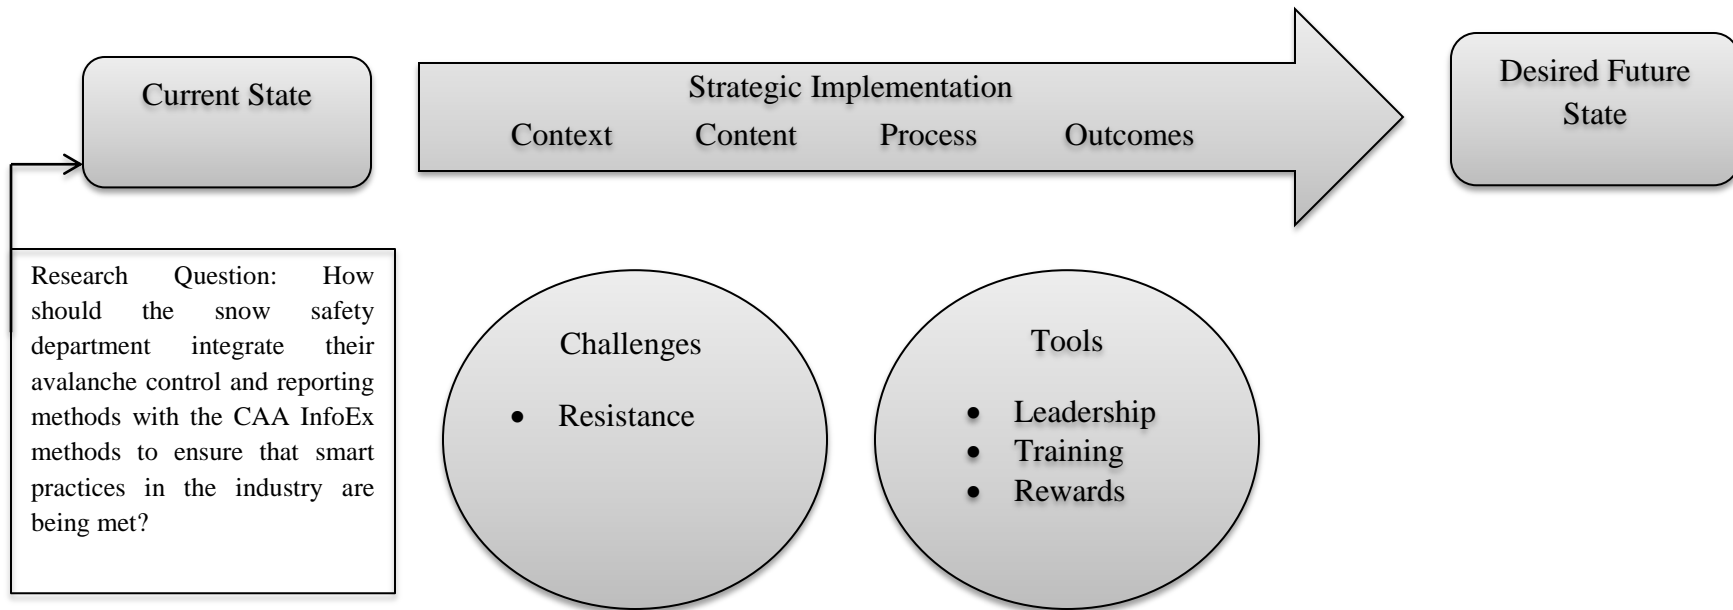 Current State
Strategic Implementation
Context Content Process Outcomes
Desired Future
State
Research Question: How
should the snow safety
department integrate their
avalanche control and reporting
methods with the CAA InfoEx
methods to ensure that smart
practices in the industry are
being met?
Challenges
• Resistance
Tools
• Leadership
• Training
• Rewards